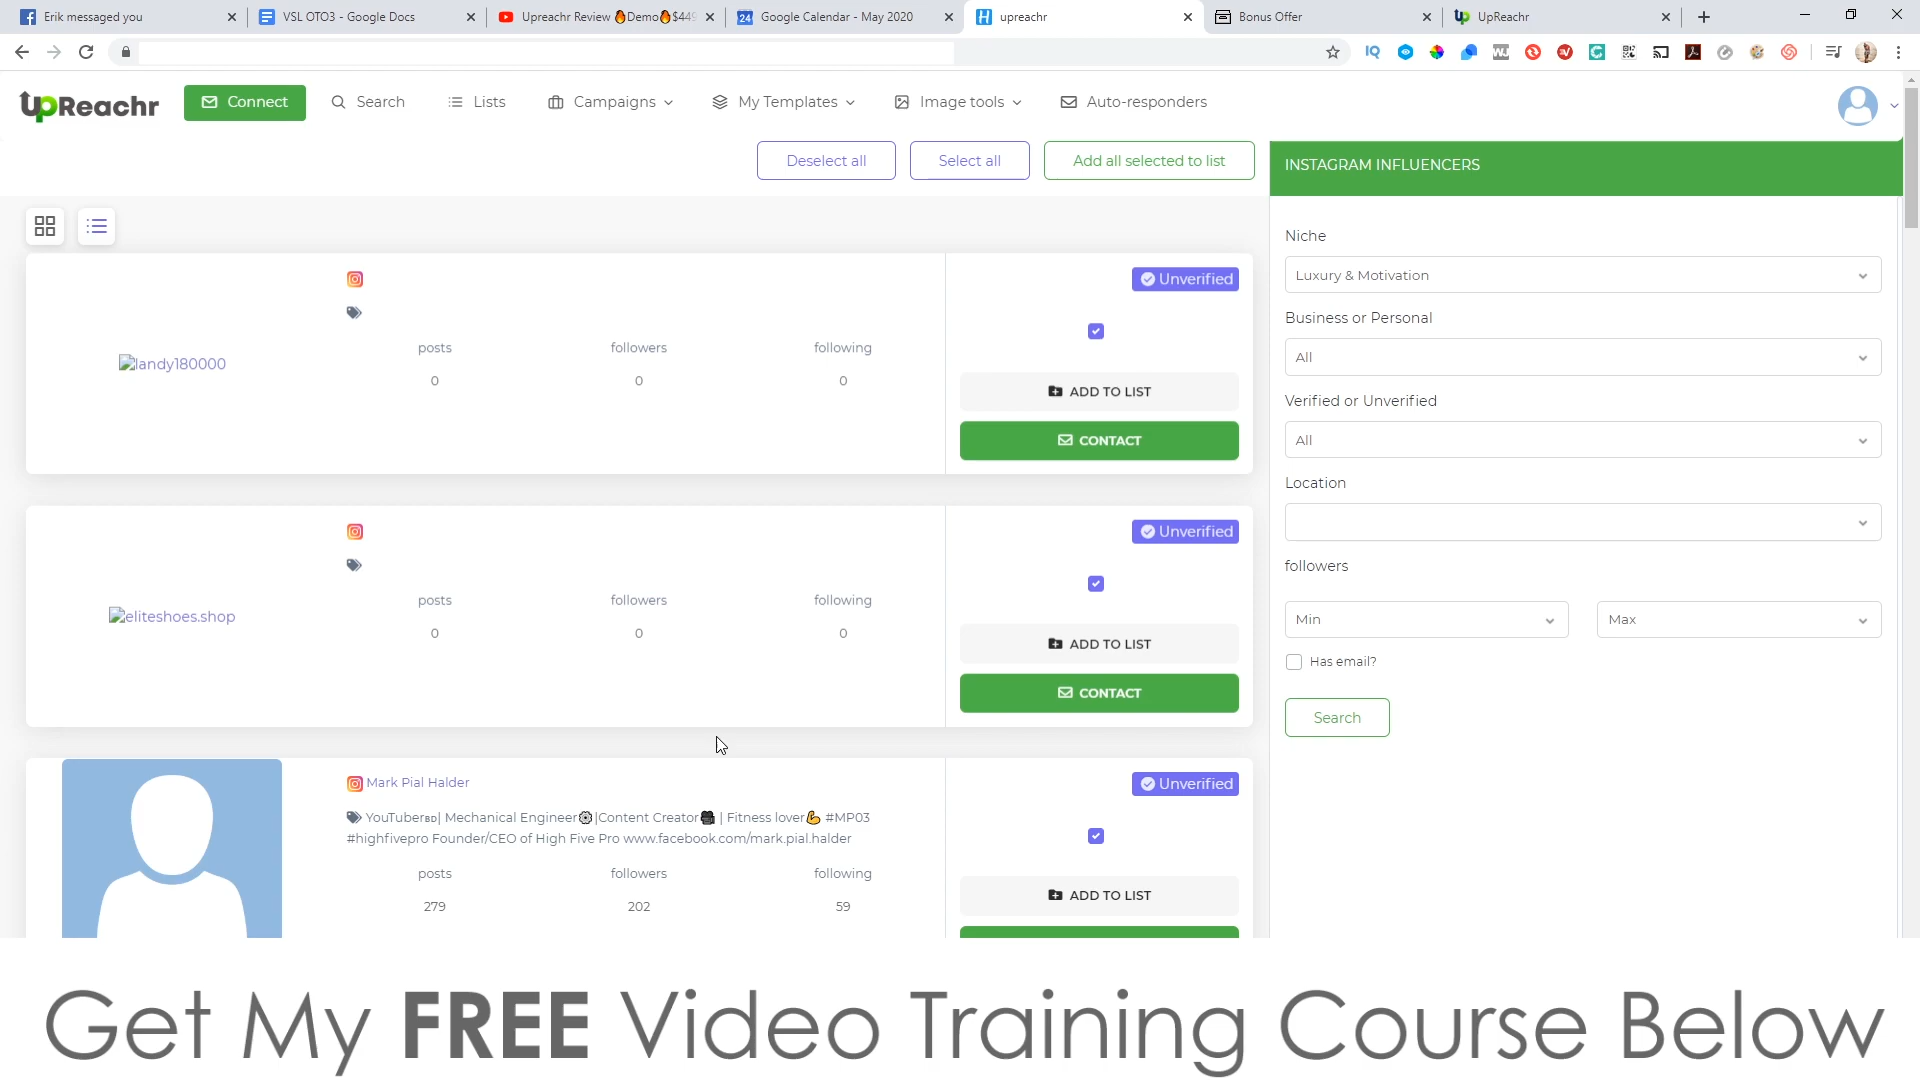 Erik messaged you
VSL OTO3 - Google Docs
Upreachr Review 🔥Demo🔥$449
Google Calendar - May 2020
upreachr
Bonus Offer
UpReachr
UpReachr
Connect
Search
Lists
Campaigns
My Templates
Image tools
Auto-responders
Deselect all
Select all
Add all selected to list
landy180000
posts
followers
following
0
0
0
Unverified
ADD TO LIST
CONTACT
eliteshoes.shop
posts
followers
following
0
0
0
Unverified
ADD TO LIST
CONTACT
Mark Pial Halder
YouTuberʙᴅ| Mechanical Engineer⚙|Content Creator🎥 | Fitness lover💪 #MP03
#highfivepro Founder/CEO of High Five Pro www.facebook.com/mark.pial.halder
posts
followers
following
279
202
59
Unverified
ADD TO LIST
INSTAGRAM INFLUENCERS
Niche
Luxury & Motivation
Business or Personal
All
Verified or Unverified
All
Location
followers
Min
Max
Has email?
Search
Get My FREE Video Training Course Below